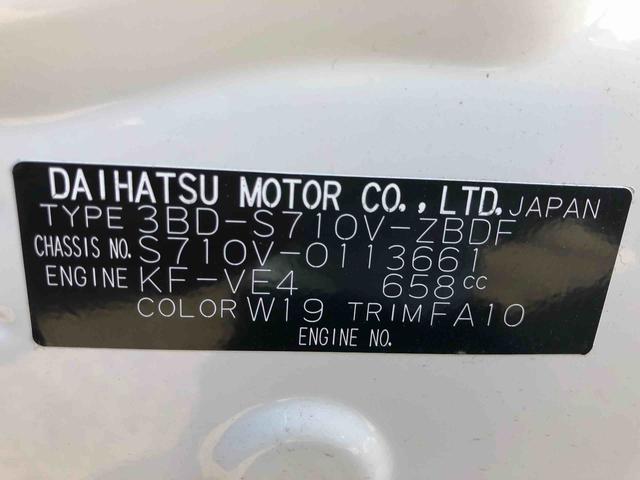 DAIHATSU MOTOR CO., LTD. JAPAN
TYPE 3BD-S710V-ZBDF
CHASSIS NO. S710V-0113661
ENGINE KF-VE4 658cc
COLOR W19 TRIM FA10
ENGINE NO.